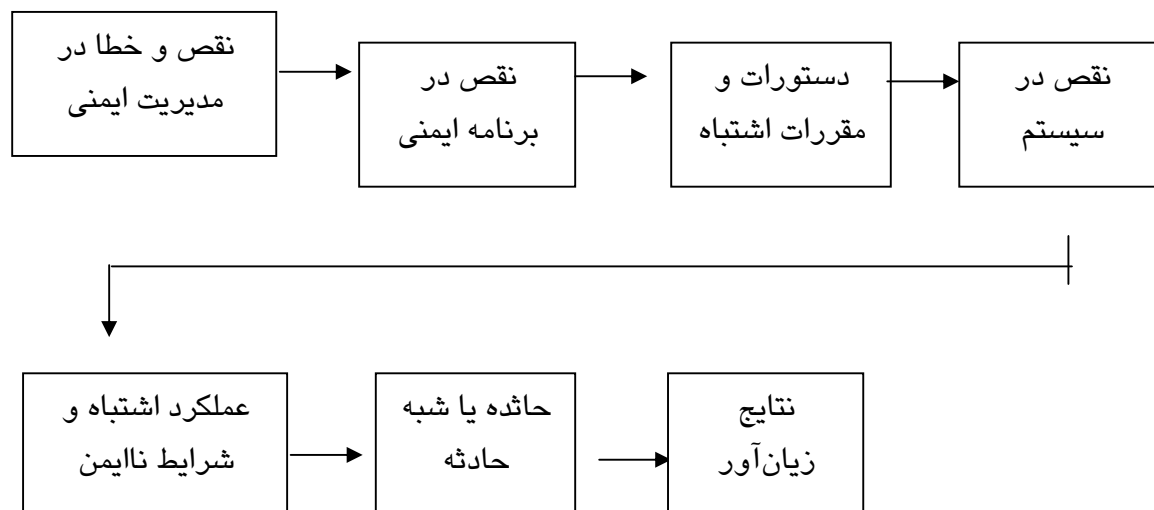 نقص و خطا در
مدیریت ایمنی
نقص در
برنامه ایمنی
دستورات و
مقررات اشتباه
نقص در
سیستم
عملکرد اشتباه و
شرایط ناایمن
حاثده یا شبه
حادثه
نتایج
زیان‌آور